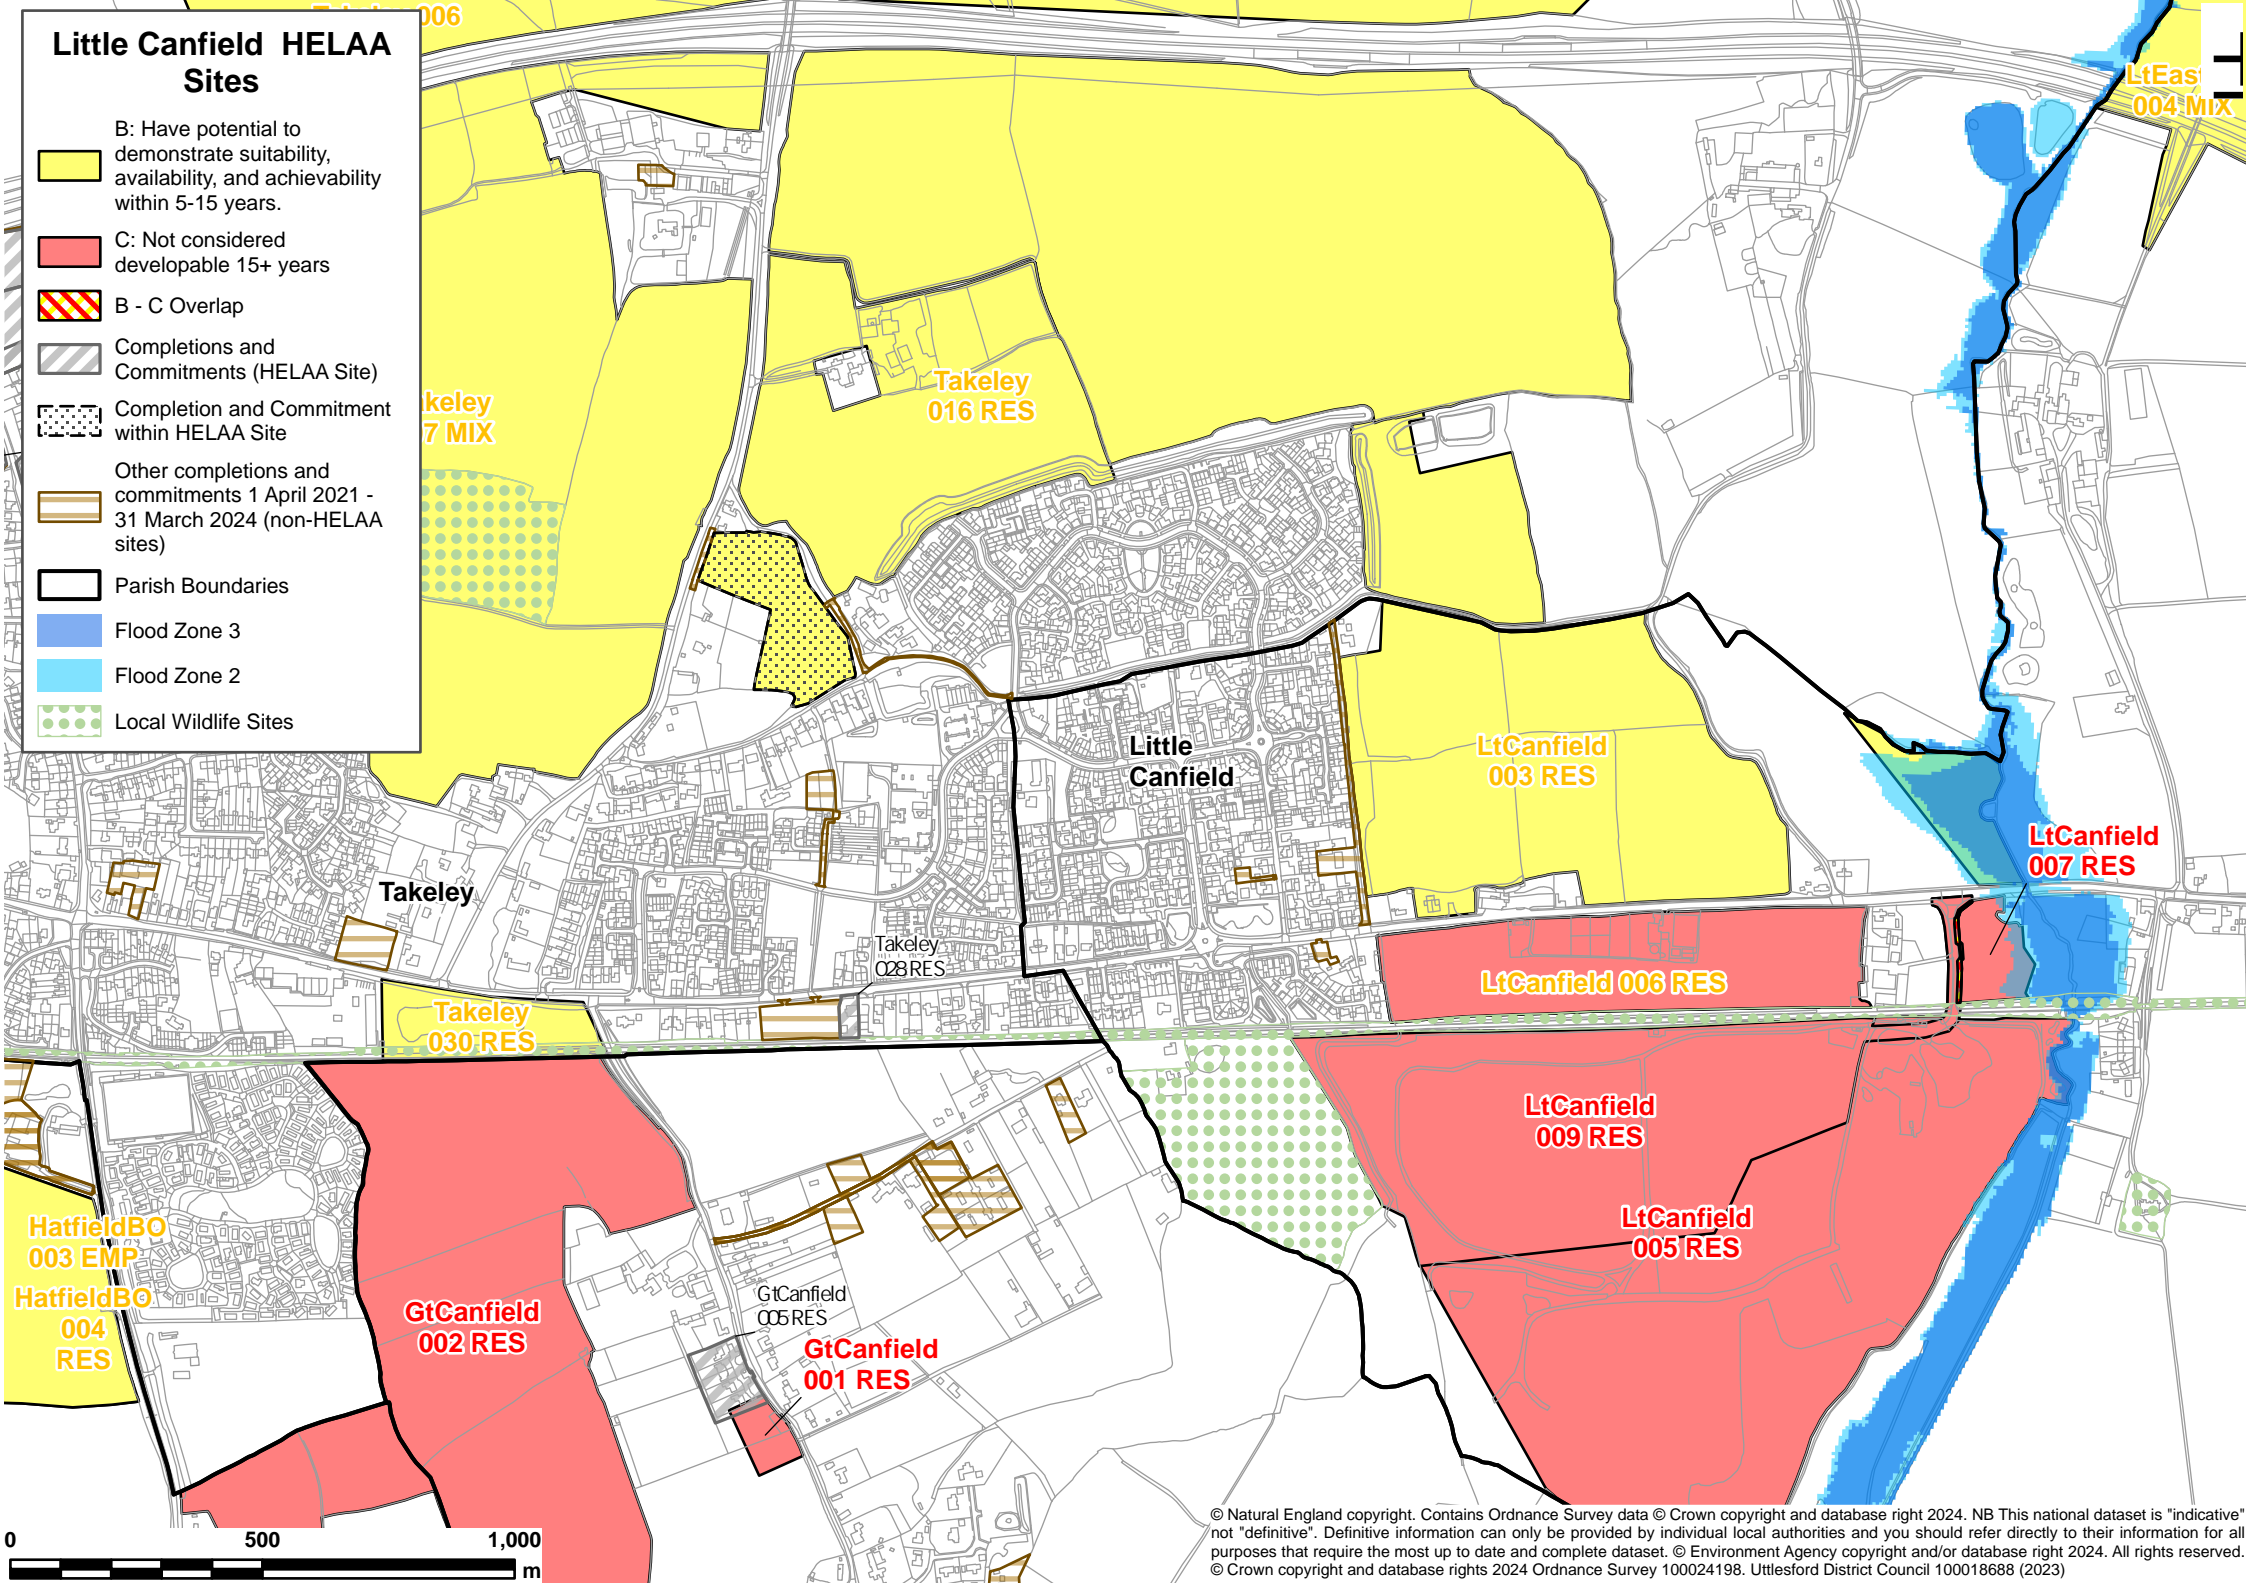 Little Canfield HELAA
Sites
B: Have potential to
demonstrate suitability,
availability, and achievability
within 5-15 years.
C: Not considered
developable 15+ years
B - C Overlap
Completions and
Commitments (HELAA Site)
Completion and Commitment
within HELAA Site
Other completions and
commitments 1 April 2021 -
31 March 2024 (non-HELAA
sites)
Parish Boundaries
Flood Zone 3
Flood Zone 2
Local Wildlife Sites
006
LtEast
004 MIX
Takeley
016 RES
akeley
7 MIX
Little
Canfield
LtCanfield
003 RES
LtCanfield
007 RES
Takeley
Takeley
028 RES
LtCanfield 006 RES
Takeley
030 RES
LtCanfield
009 RES
LtCanfield
005 RES
HatfieldBO
003 EMP
HatfieldBO
004
RES
GtCanfield
002 RES
GtCanfield
005 RES
GtCanfield
001 RES
0 500 1,000
m
© Natural England copyright. Contains Ordnance Survey data © Crown copyright and database right 2024. NB This national dataset is "indicative"
not "definitive". Definitive information can only be provided by individual local authorities and you should refer directly to their information for all
purposes that require the most up to date and complete dataset. © Environment Agency copyright and/or database right 2024. All rights reserved.
© Crown copyright and database rights 2024 Ordnance Survey 100024198. Uttlesford District Council 100018688 (2023)